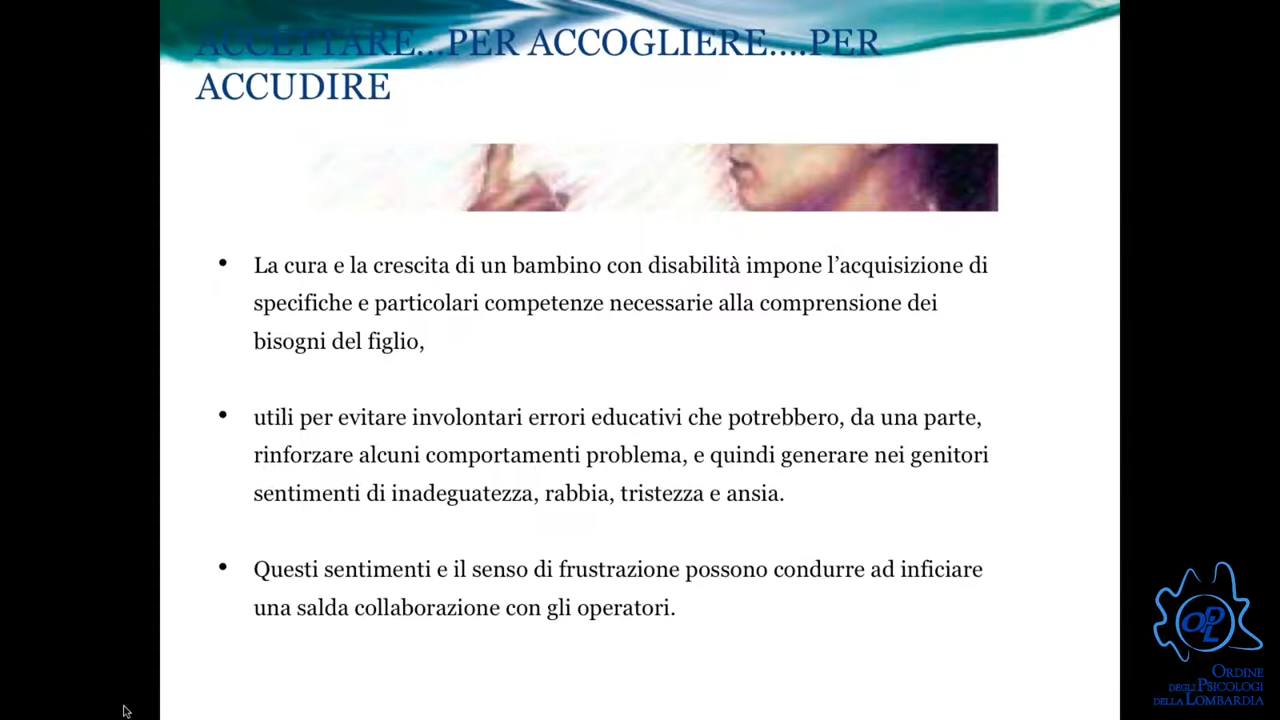 ACCETTARE...PER ACCOGLIERE....PER
ACCUDIRE
• La cura e la crescita di un bambino con disabilità impone l’acquisizione di
specifiche e particolari competenze necessarie alla comprensione dei
bisogni del figlio,
• utili per evitare involontari errori educativi che potrebbero, da una parte,
rinforzare alcuni comportamenti problema, e quindi generare nei genitori
sentimenti di inadeguatezza, rabbia, tristezza e ansia.
• Questi sentimenti e il senso di frustrazione possono condurre ad inficiare
una salda collaborazione con gli operatori.
OPL
ORDINE
DEGLI PSICOLOGI
DELLA LOMBARDIA